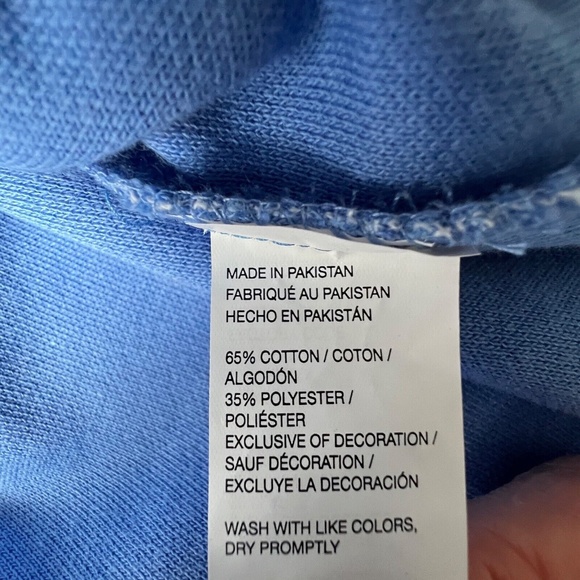 MADE IN PAKISTAN
FABRIQUÉ AU PAKISTAN
HECHO EN PAKISTÁN
65% COTTON / COTON /
ALGODÓN
35% POLYESTER /
POLIÉSTER
EXCLUSIVE OF DECORATION /
SAUF DÉCORATION /
EXCLUYE LA DECORACIÓN
WASH WITH LIKE COLORS,
DRY PROMPTLY